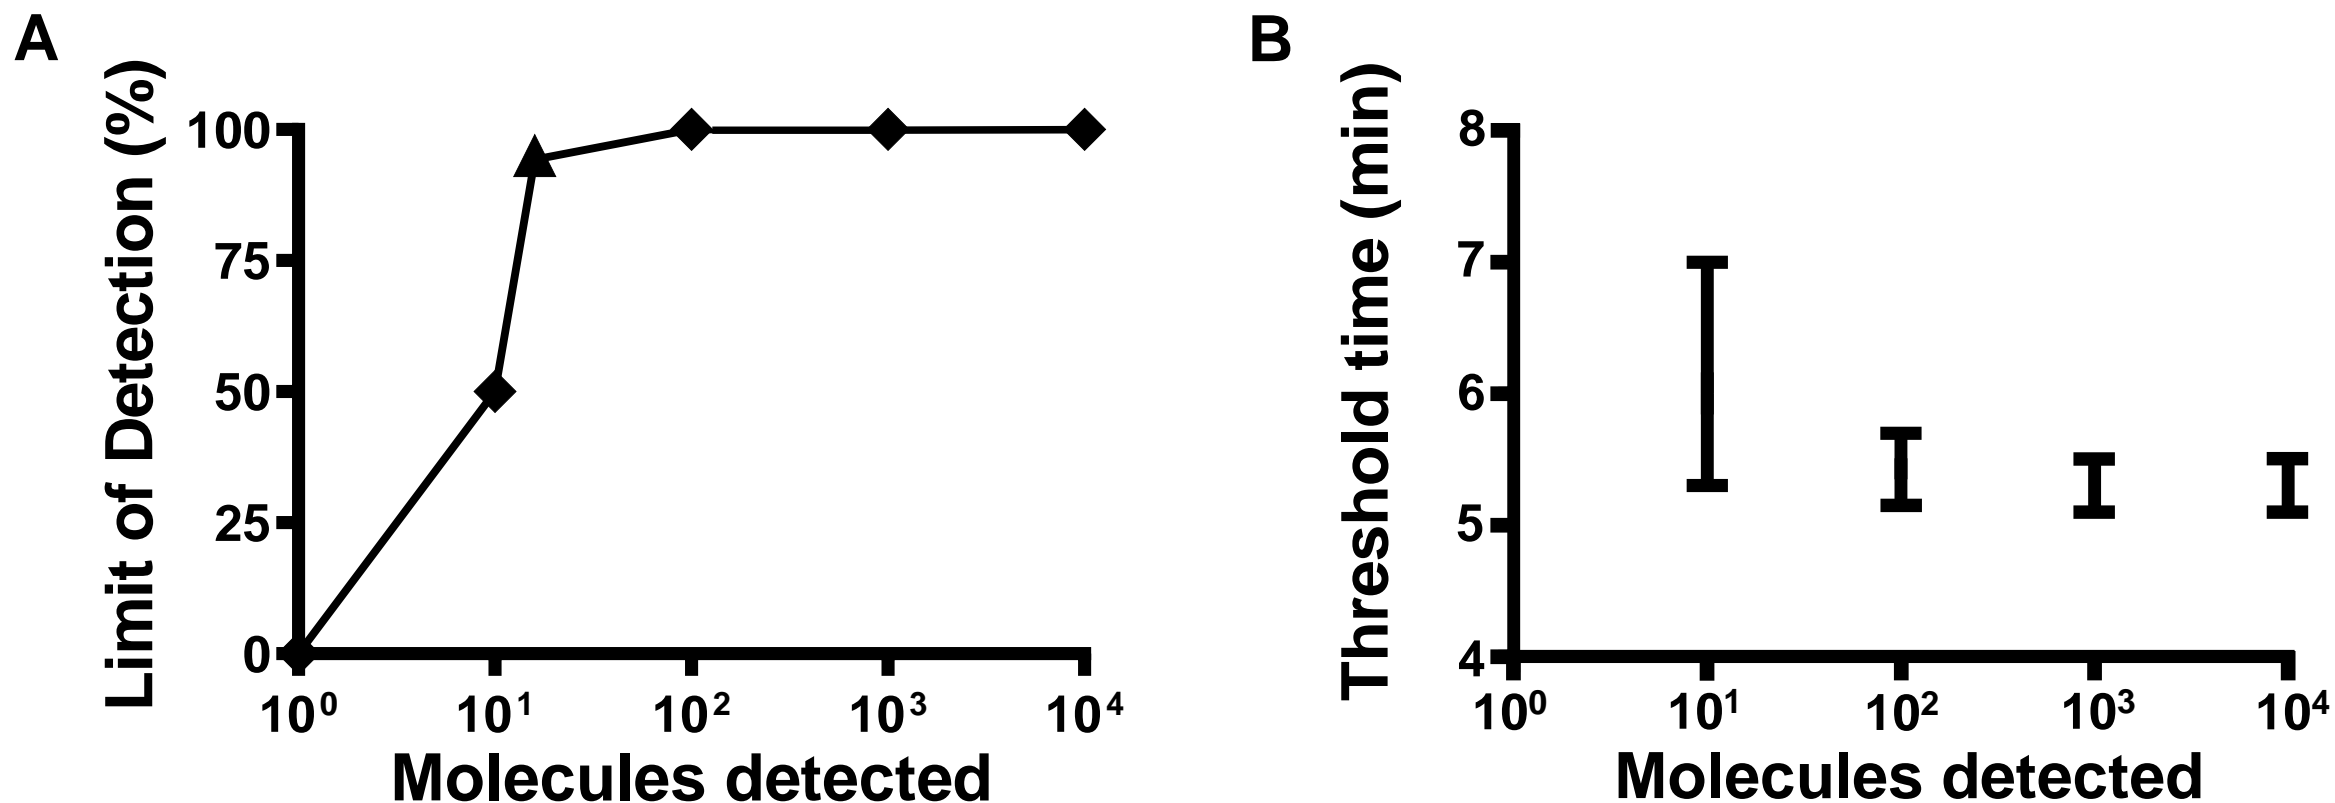 A
Limit of Detection (%)
100
75
50
25
0
10⁰ 10¹ 10² 10³ 10⁴
Molecules detected
B
Threshold time (min)
8
7
6
5
4
10⁰ 10¹ 10² 10³ 10⁴
Molecules detected